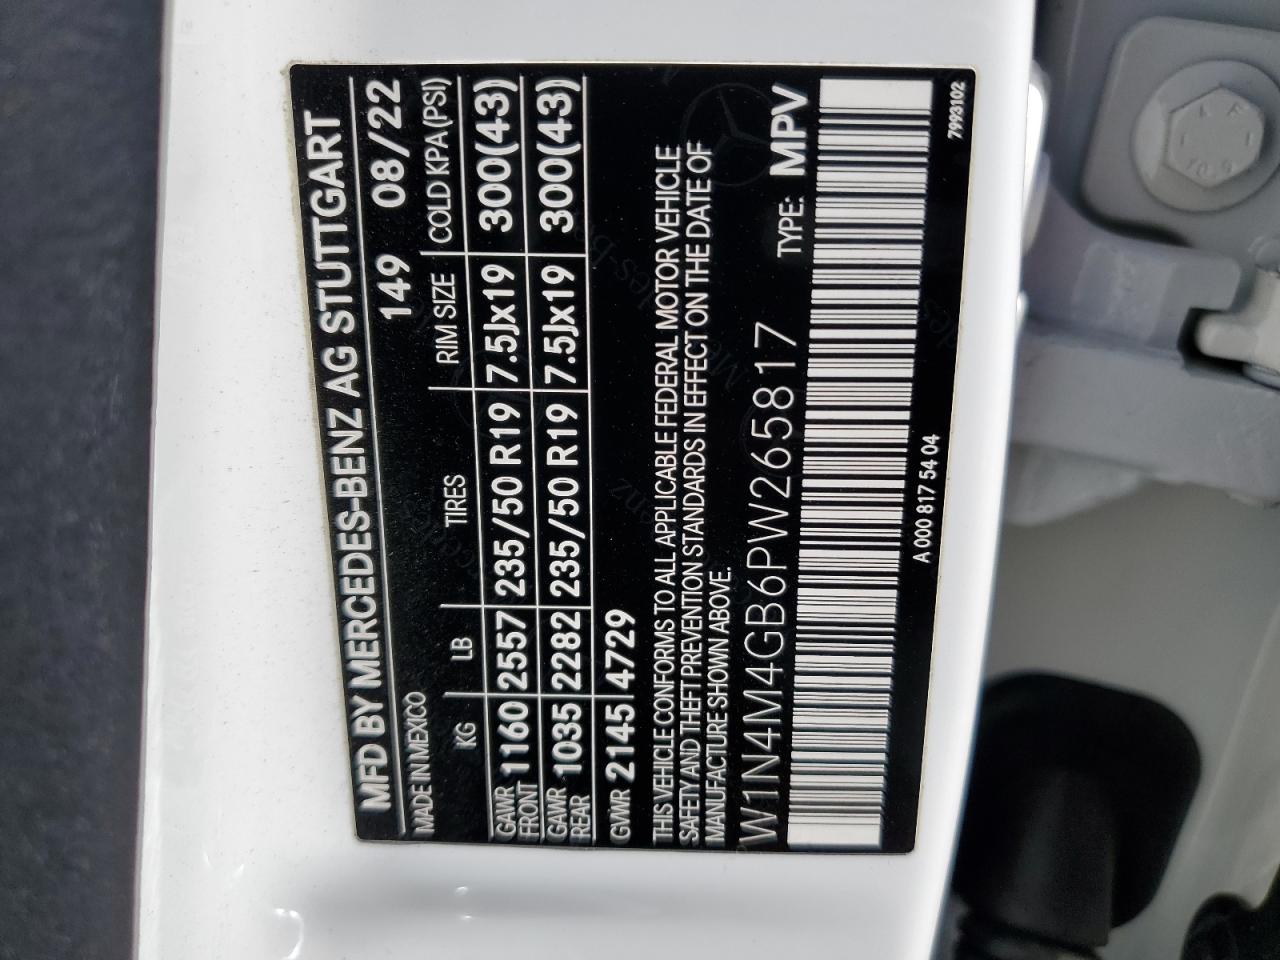 MFD BY MERCEDES-BENZ AG STUTTGART
MADE IN MEXICO 149 08/22
KG LB TIRES RIM SIZE COLD KPA(PSI)
GAWR FRONT 1160 2557 235/50 R19 7.5Jx19 300(43)
GAWR REAR 1035 2282 235/50 R19 7.5Jx19 300(43)
GVWR 2145 4729
THIS VEHICLE CONFORMS TO ALL APPLICABLE FEDERAL MOTOR VEHICLE
SAFETY AND THEFT PREVENTION STANDARDS IN EFFECT ON THE DATE OF
MANUFACTURE SHOWN ABOVE.
W1N4M4GB6PW265817 TYPE: MPV
A 000 817 54 04
7993102
10.9